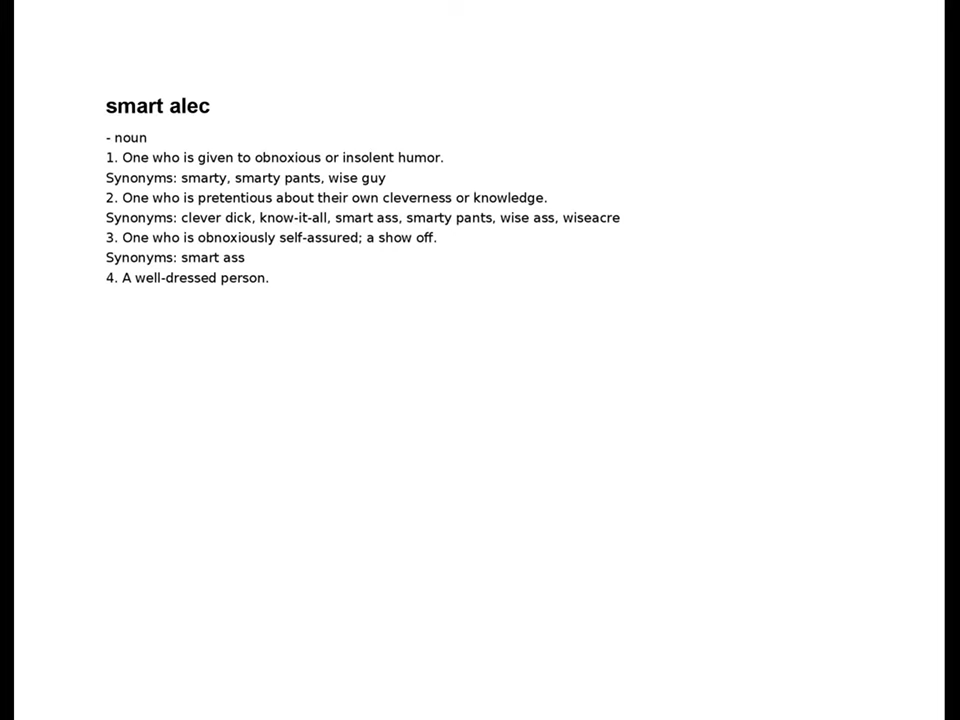 smart alec
- noun
1. One who is given to obnoxious or insolent humor.
Synonyms: smarty, smarty pants, wise guy
2. One who is pretentious about their own cleverness or knowledge.
Synonyms: clever dick, know-it-all, smart ass, smarty pants, wise ass, wiseacre
3. One who is obnoxiously self-assured; a show off.
Synonyms: smart ass
4. A well-dressed person.